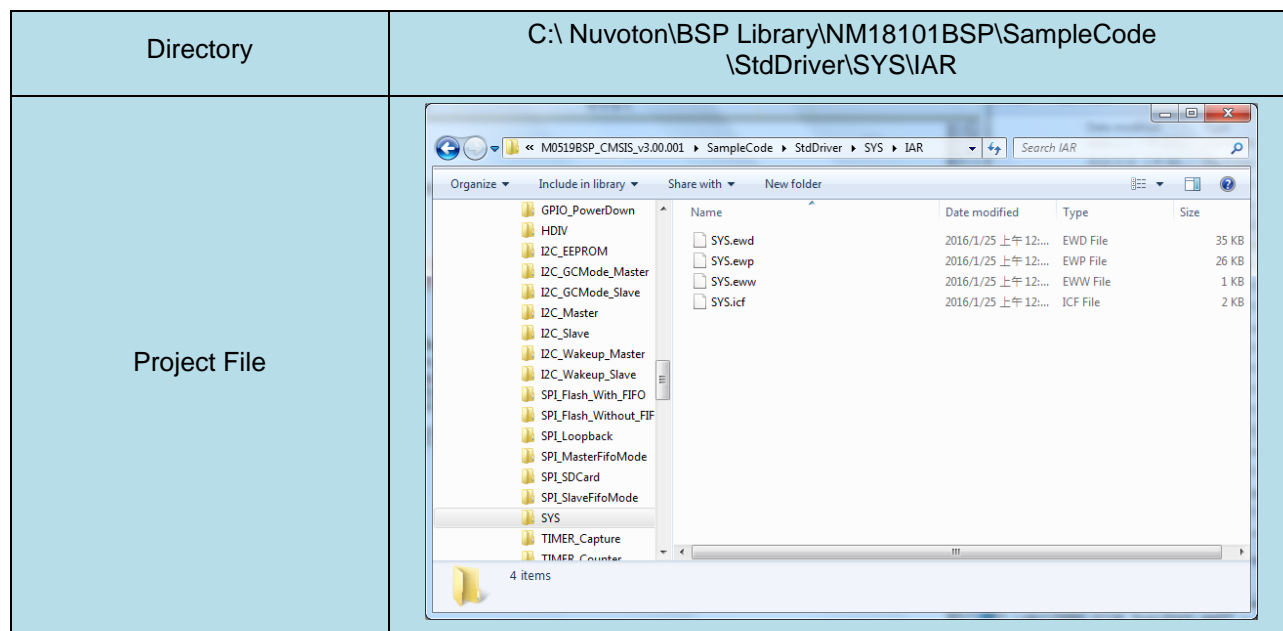 Directory
C:\ Nuvoton\BSP Library\NM18101BSP\SampleCode
\StdDriver\SYS\IAR
Project File
« M0519BSP_CMSIS_v3.00.001 ▸ SampleCode ▸ StdDriver ▸ SYS ▸ IAR
Search IAR
Organize ▾ Include in library ▾ Share with ▾ New folder
GPIO_PowerDown
HDIV
I2C_EEPROM
I2C_GCMode_Master
I2C_GCMode_Slave
I2C_Master
I2C_Slave
I2C_Wakeup_Master
I2C_Wakeup_Slave
SPI_Flash_With_FIFO
SPI_Flash_Without_FIF
SPI_Loopback
SPI_MasterFifoMode
SPI_SDCard
SPI_SlaveFifoMode
SYS
TIMER_Capture
TIMER_Counter
Name Date modified Type Size
SYS.ewd 2016/1/25 上午 12:... EWD File 35 KB
SYS.ewp 2016/1/25 上午 12:... EWP File 26 KB
SYS.eww 2016/1/25 上午 12:... EWW File 1 KB
SYS.icf 2016/1/25 上午 12:... ICF File 2 KB
4 items